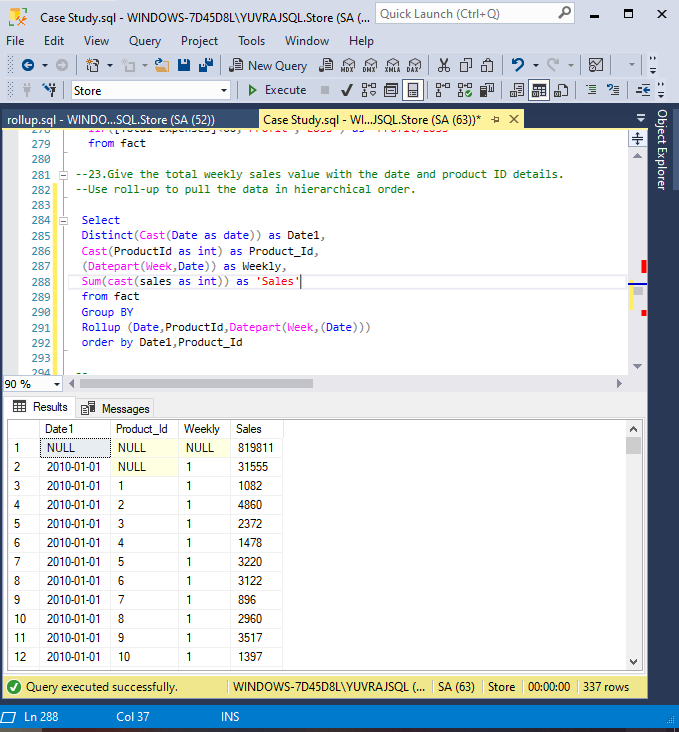 Case Study.sql - WINDOWS-7D45D8L\YUVRAJSQL.Store (SA (...
Quick Launch (Ctrl+Q)
File Edit View Query Project Tools Window Help
New Query MDX DMX XMLA DAX
Store Execute
rollup.sql - WINDO...SQL.Store (SA (52)) Case Study.sql - WI...JSQL.Store (SA (63))*
Object Explorer
279 from fact
280
281 --23.Give the total weekly sales value with the date and product ID details.
282 --Use roll-up to pull the data in hierarchical order.
283
284 Select
285 Distinct(Cast(Date as date)) as Date1,
286 Cast(ProductId as int) as Product_Id,
287 (Datepart(Week,Date)) as Weekly,
288 Sum(cast(sales as int)) as 'Sales'
289 from fact
290 Group BY
291 Rollup (Date,ProductId,Datepart(Week,(Date)))
292 order by Date1,Product_Id
293
294 --
90 %
Results Messages
Date1 Product_Id Weekly Sales
1 NULL NULL NULL 819811
2 2010-01-01 NULL 1 31555
3 2010-01-01 1 1 1082
4 2010-01-01 2 1 4860
5 2010-01-01 3 1 2372
6 2010-01-01 4 1 1478
7 2010-01-01 5 1 3220
8 2010-01-01 6 1 3122
9 2010-01-01 7 1 896
10 2010-01-01 8 1 2960
11 2010-01-01 9 1 3517
12 2010-01-01 10 1 1397
Query executed successfully. WINDOWS-7D45D8L\YUVRAJSQL (... SA (63) Store 00:00:00 337 rows
Ln 288 Col 37 INS